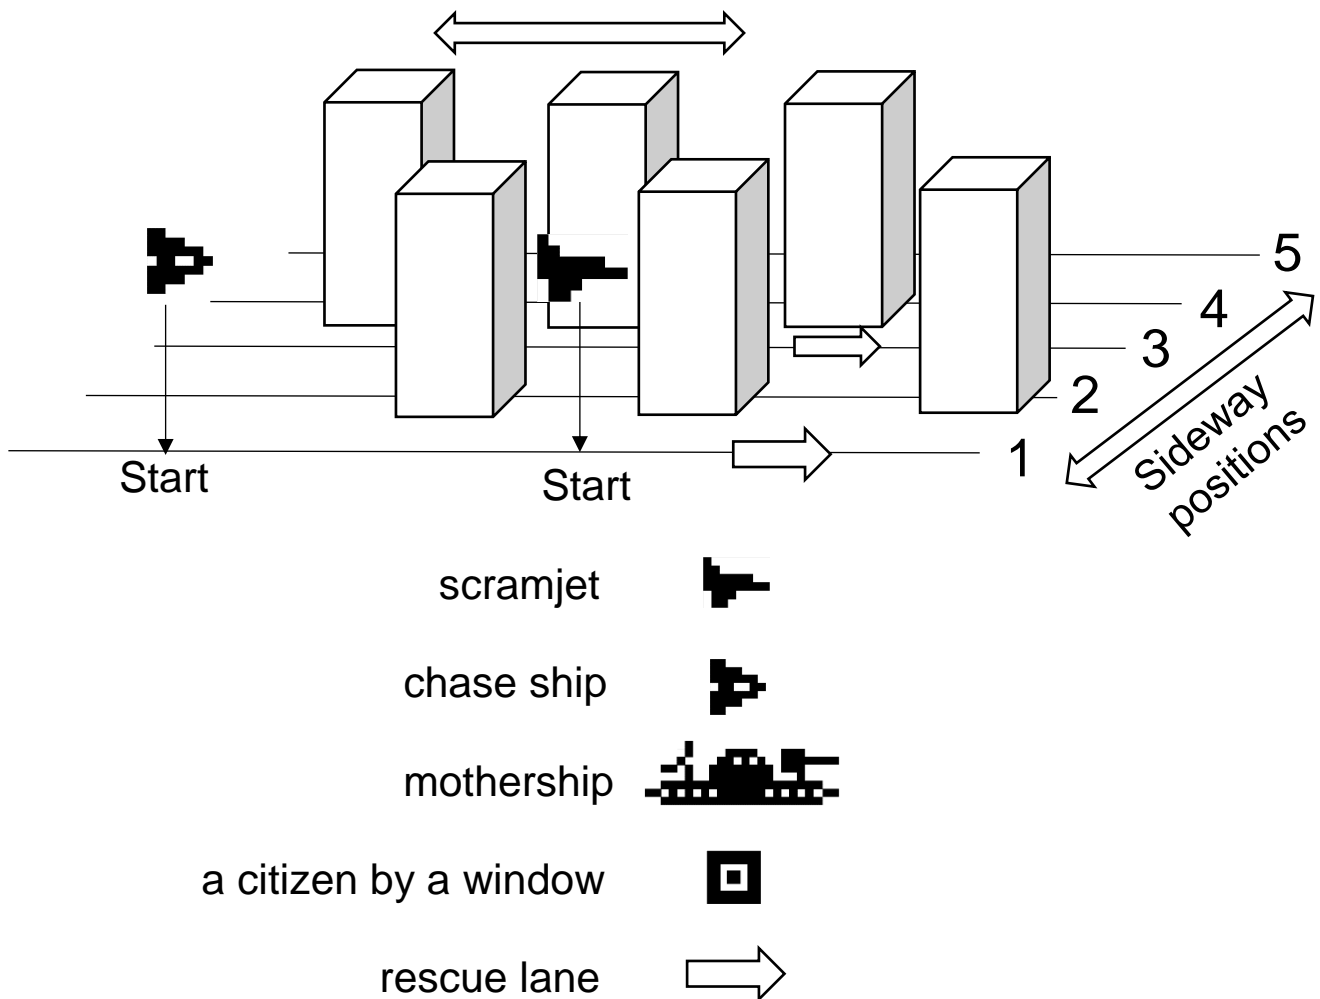 5
4
3
2
1
Sideway
positions
Start
Start
scramjet
chase ship
mothership
a citizen by a window
rescue lane